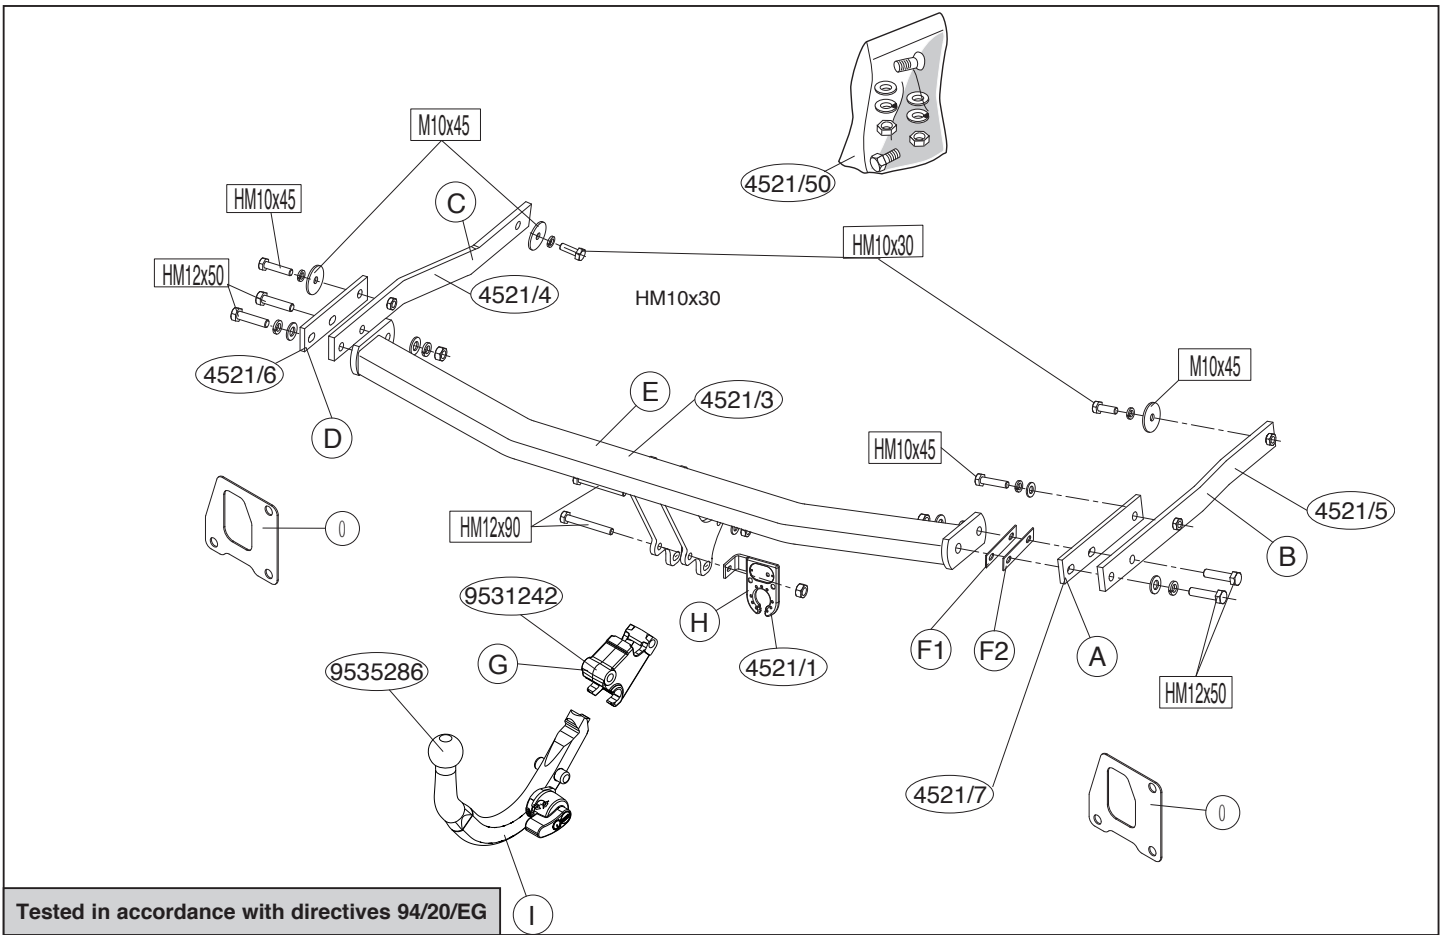 M10x45
4521/50
HM10x45
C
HM10x30
HM12x50
4521/4
HM10x30
4521/6
M10x45
E
4521/3
D
HM10x45
4521/5
0
HM12x90
B
9531242
H
F1
F2
A
G
4521/1
9535286
HM12x50
4521/7
0
Tested in accordance with directives 94/20/EG
I